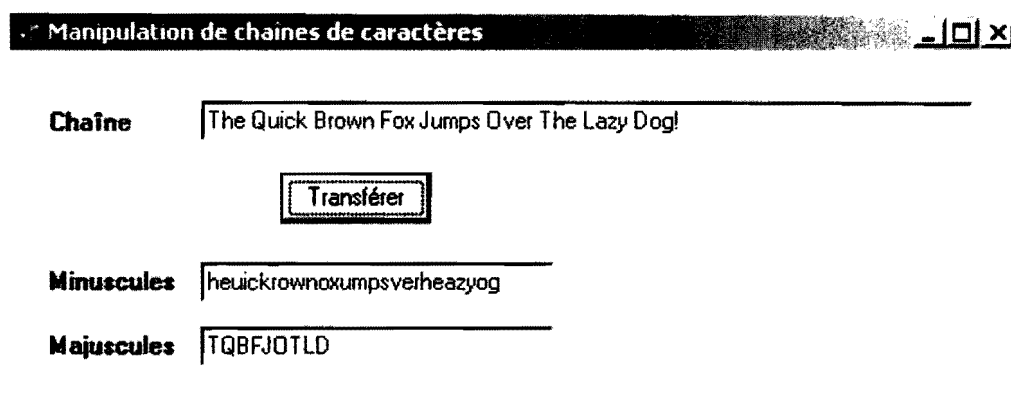 Manipulation de chaines de caractères
Chaîne The Quick Brown Fox Jumps Over The Lazy Dog!
Transférer
Minuscules heuickrownoxumpsverheazyog
Majuscules TQBFJOTLD